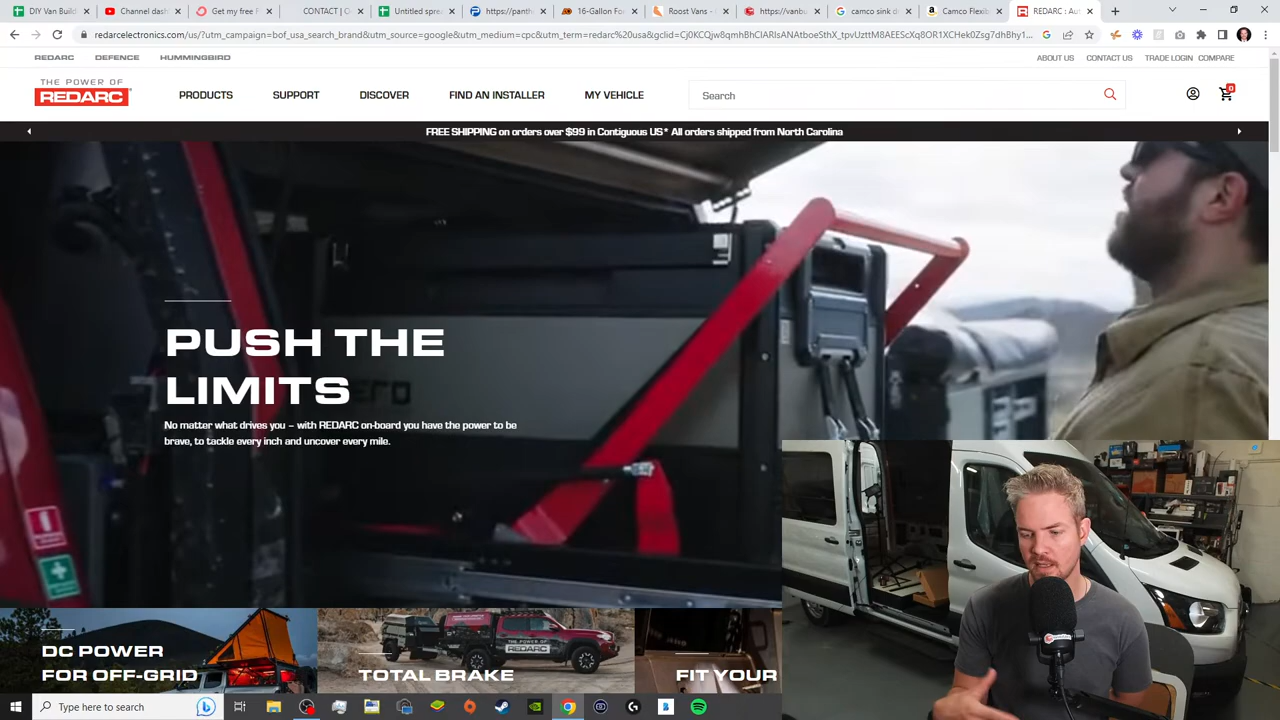 DIY Van Build
Channel dash
Get my free F
CONTACT | C
Untitled spre
https://panth
16-Gallon Fo
Roost Vans -
https://vanbu
camco sink d
Camco Flexib
REDARC : Au
redarcelectronics.com/us/?utm_campaign=bof_usa_search_brand&utm_source=google&utm_medium=cpc&utm_term=redarc%20usa&gclid=
REDARC DEFENCE HUMMINGBIRD
ABOUT US CONTACT US TRADE LOGIN COMPARE
THE POWER OF
REDARC
PRODUCTS SUPPORT DISCOVER FIND AN INSTALLER MY VEHICLE
Search
0
FREE SHIPPING on orders over $99 in Contiguous US* All orders shipped from North Carolina
PUSH THE
LIMITS
No matter what drives you – with REDARC on-board you have the power to be
brave, to tackle every inch and uncover every mile.
DC POWER
FOR OFF-GRID
THE POWER OF
REDARC
TOTAL BRAKE
FIT YOUR
Type here to search